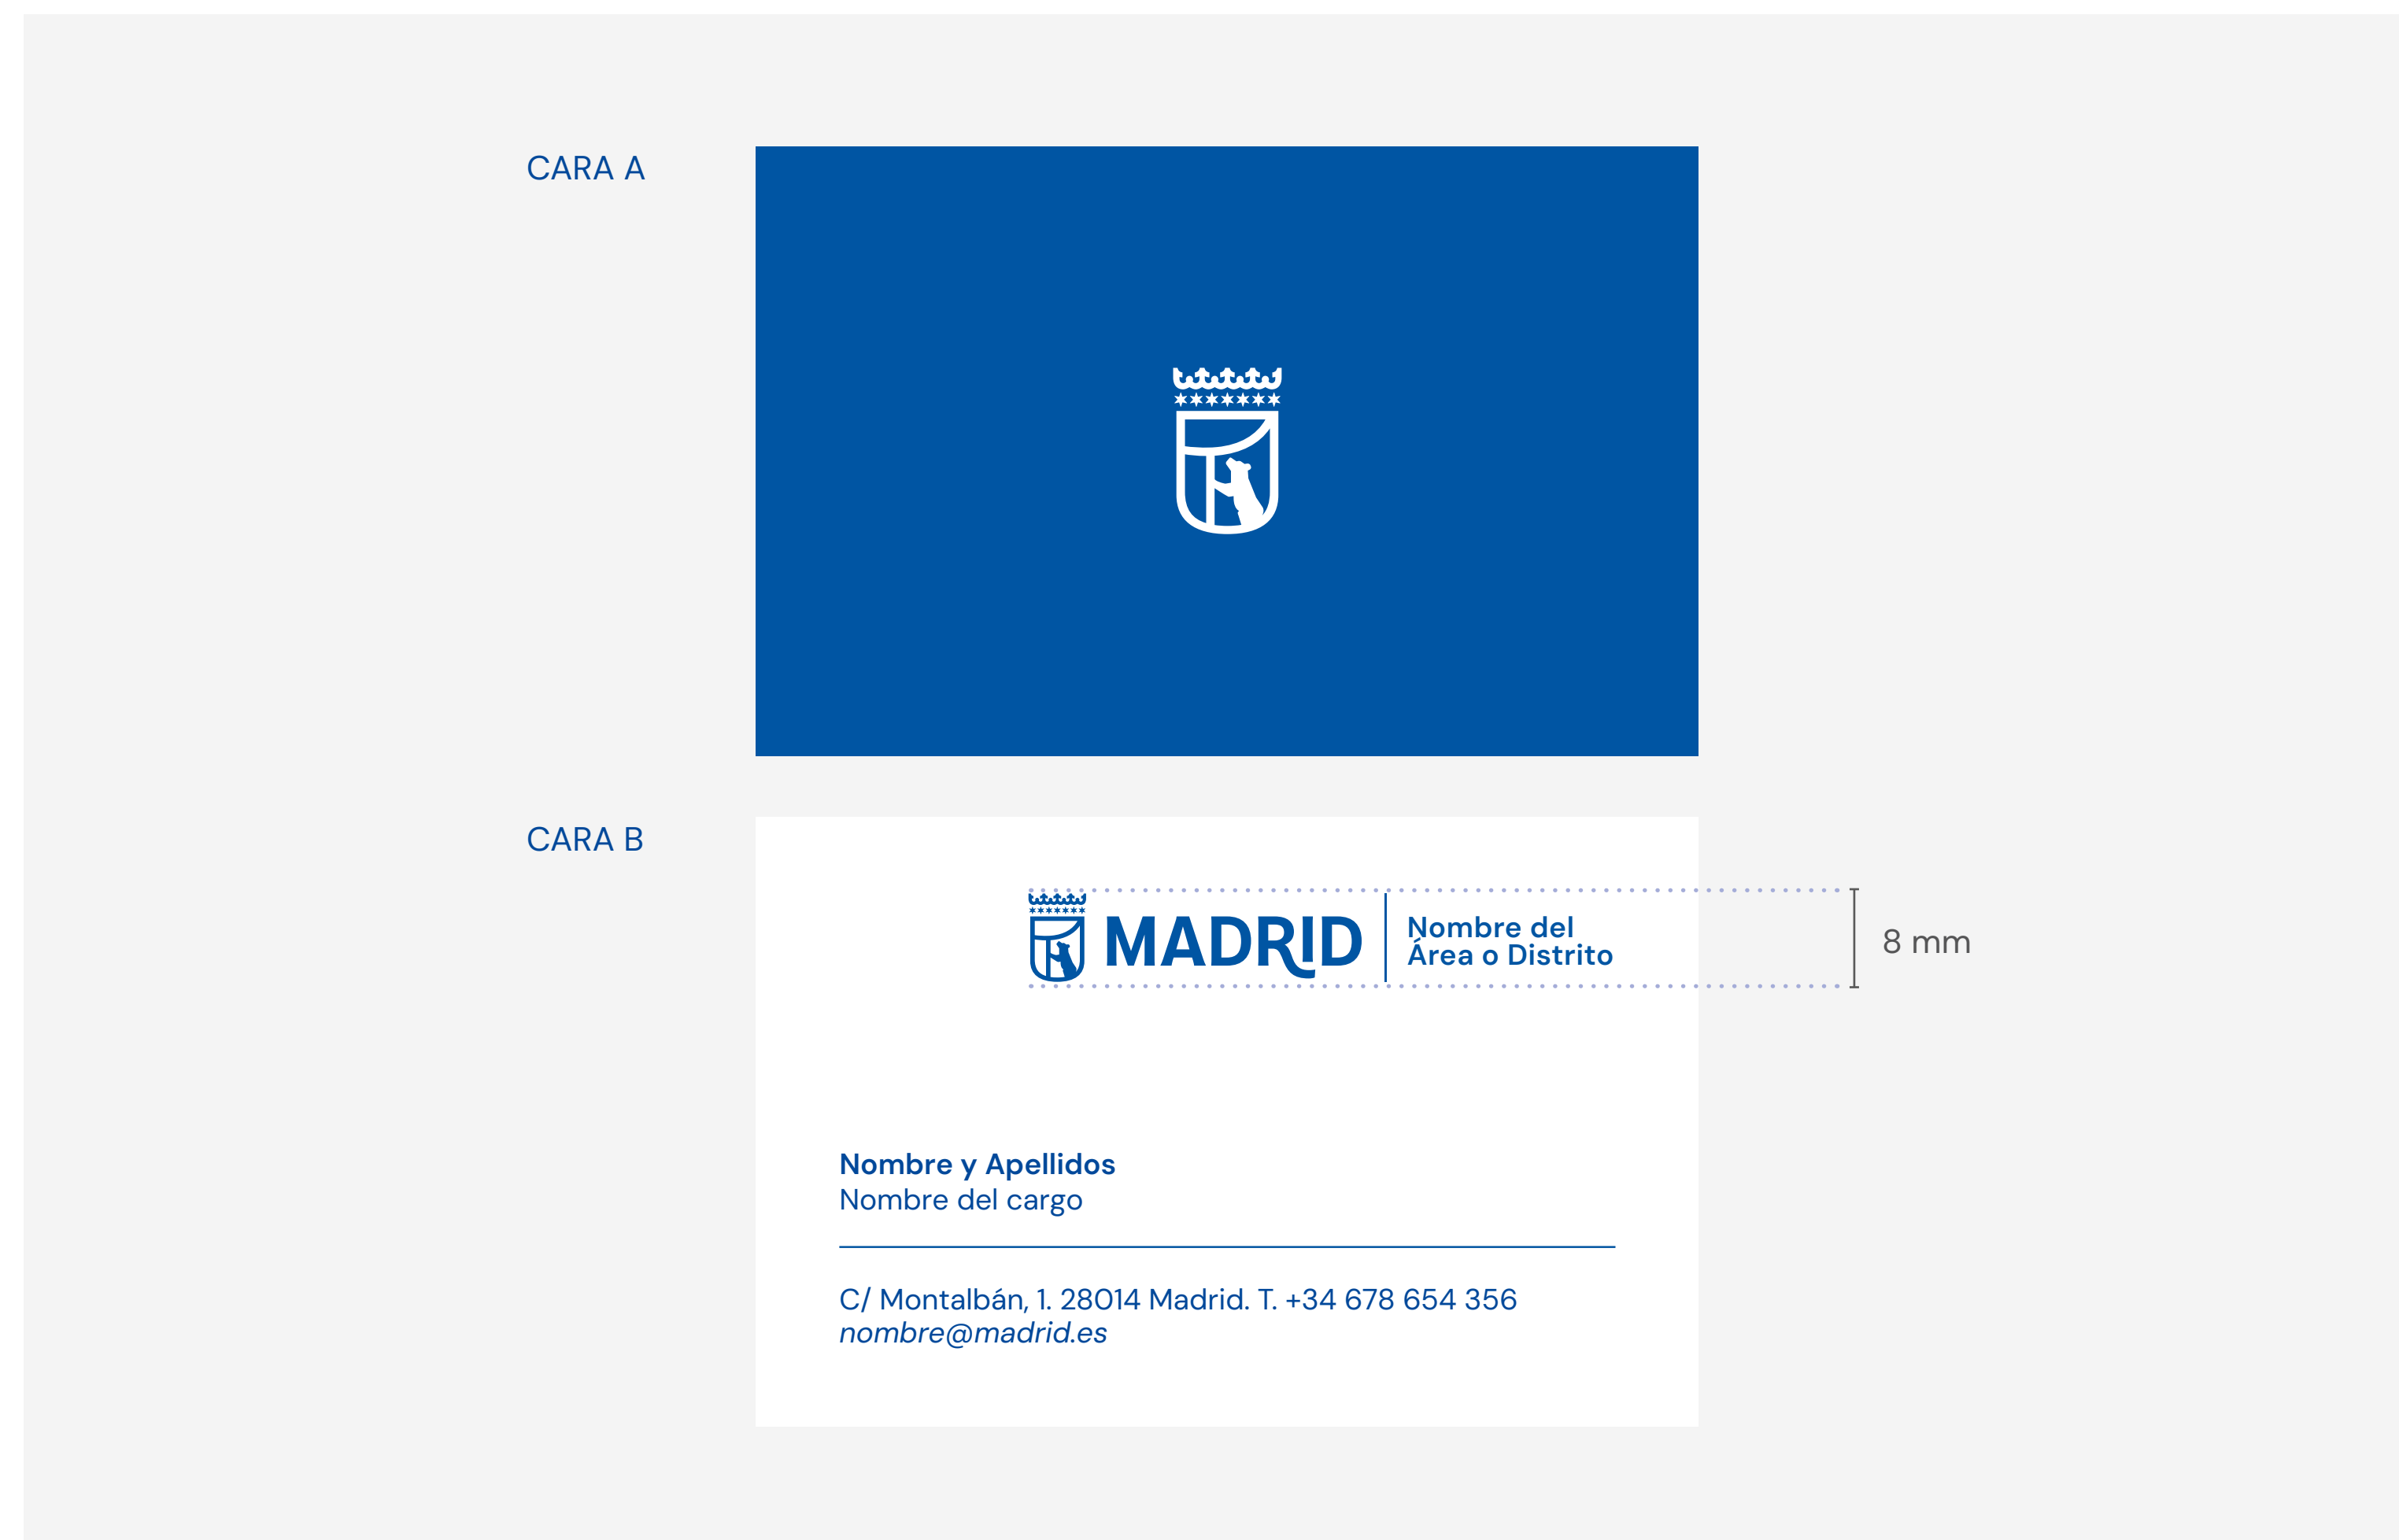 CARA A
CARA B
MADRID
Nombre del
Área o Distrito
8 mm
Nombre y Apellidos
Nombre del cargo
C/ Montalbán, 1. 28014 Madrid. T. +34 678 654 356
nombre@madrid.es